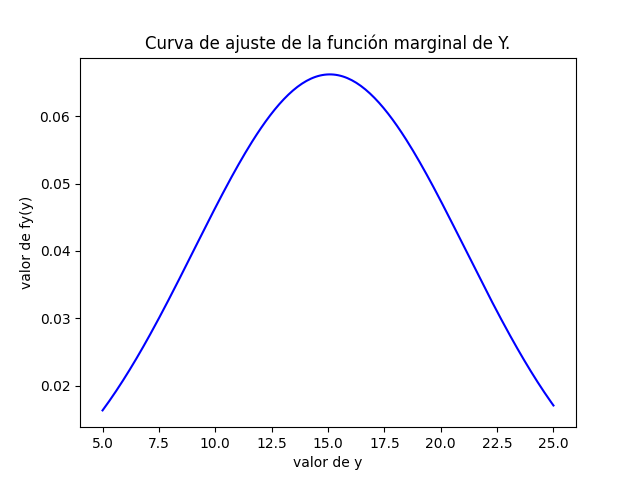 Curva de ajuste de la función marginal de Y.
valor de fy(y)
0.06
0.05
0.04
0.03
0.02
5.0 7.5 10.0 12.5 15.0 17.5 20.0 22.5 25.0
valor de y